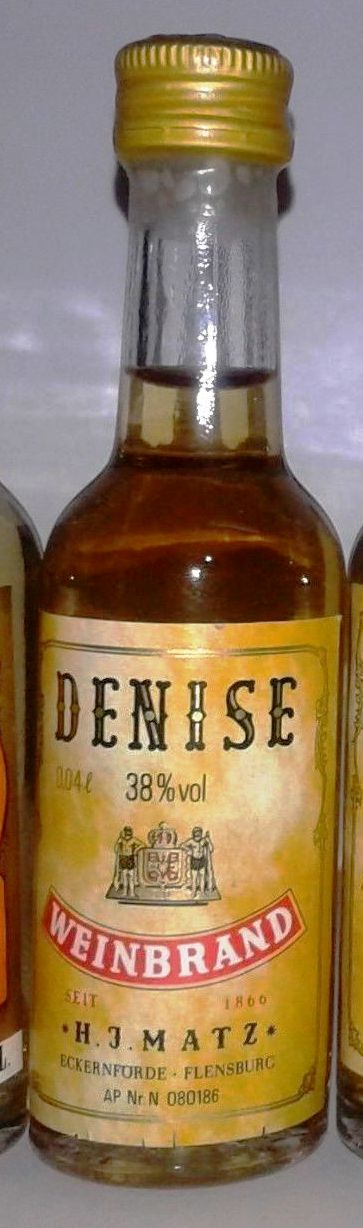 DENISE
0,04 ℓ 38% vol
WEINBRAND
SEIT 1866
H.J. MATZ
ECKERNFÖRDE · FLENSBURG
AP Nr. N 080186
L.